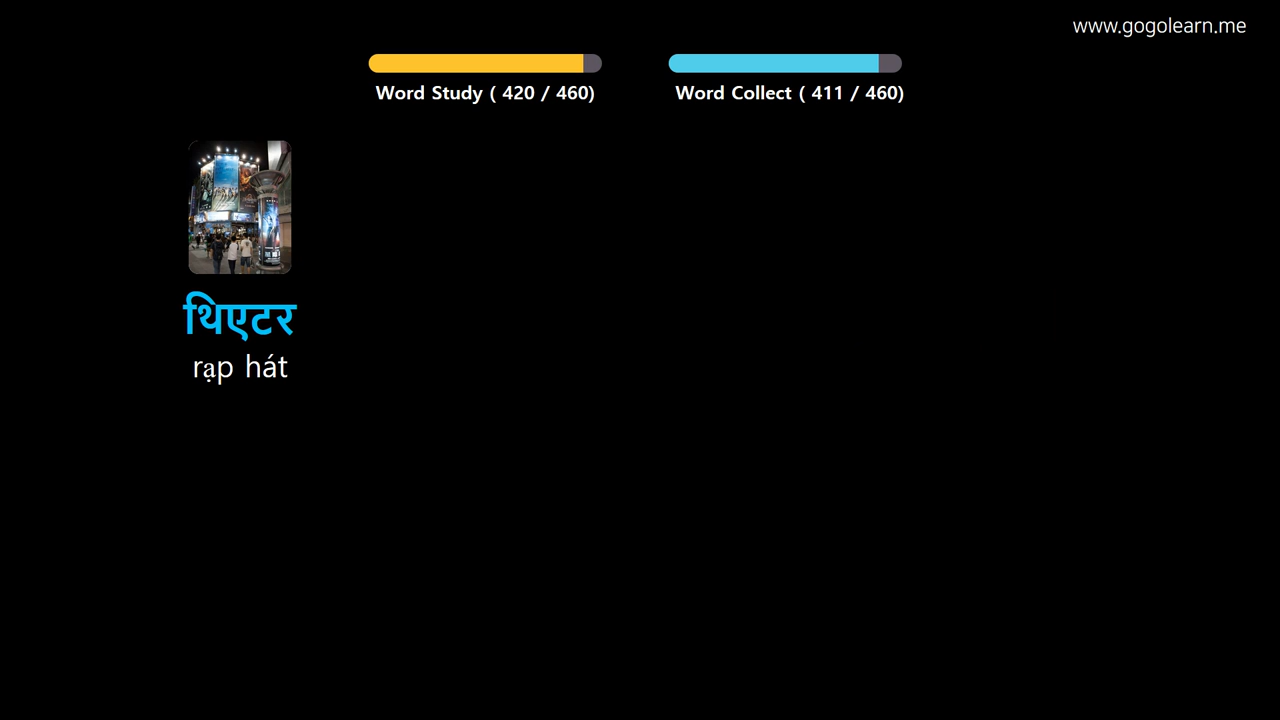 www.gogolearn.me
Word Study ( 420 / 460)
Word Collect ( 411 / 460)
थिएटर
rạp hát